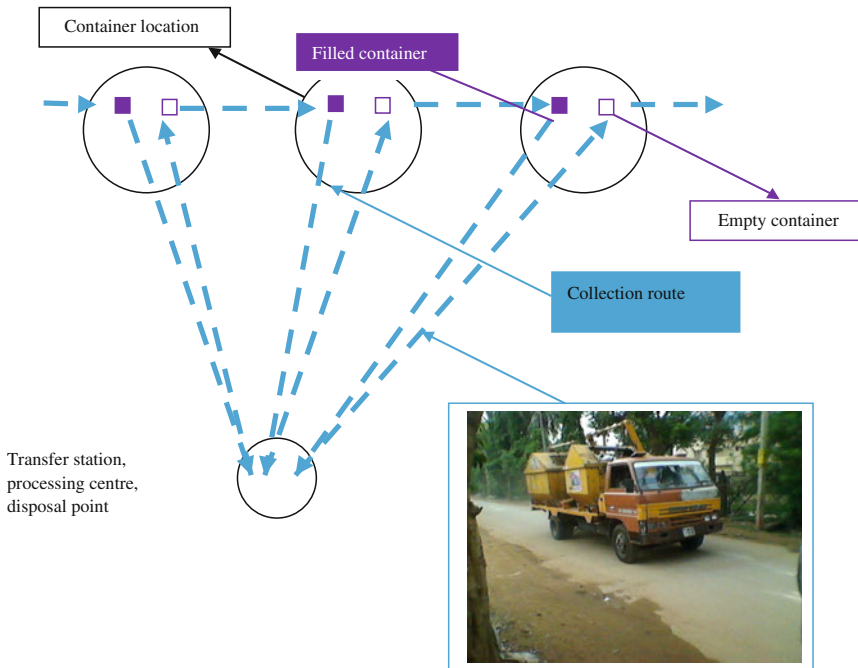 Container location
Filled container
Empty container
Collection route
Transfer station,
processing centre,
disposal point